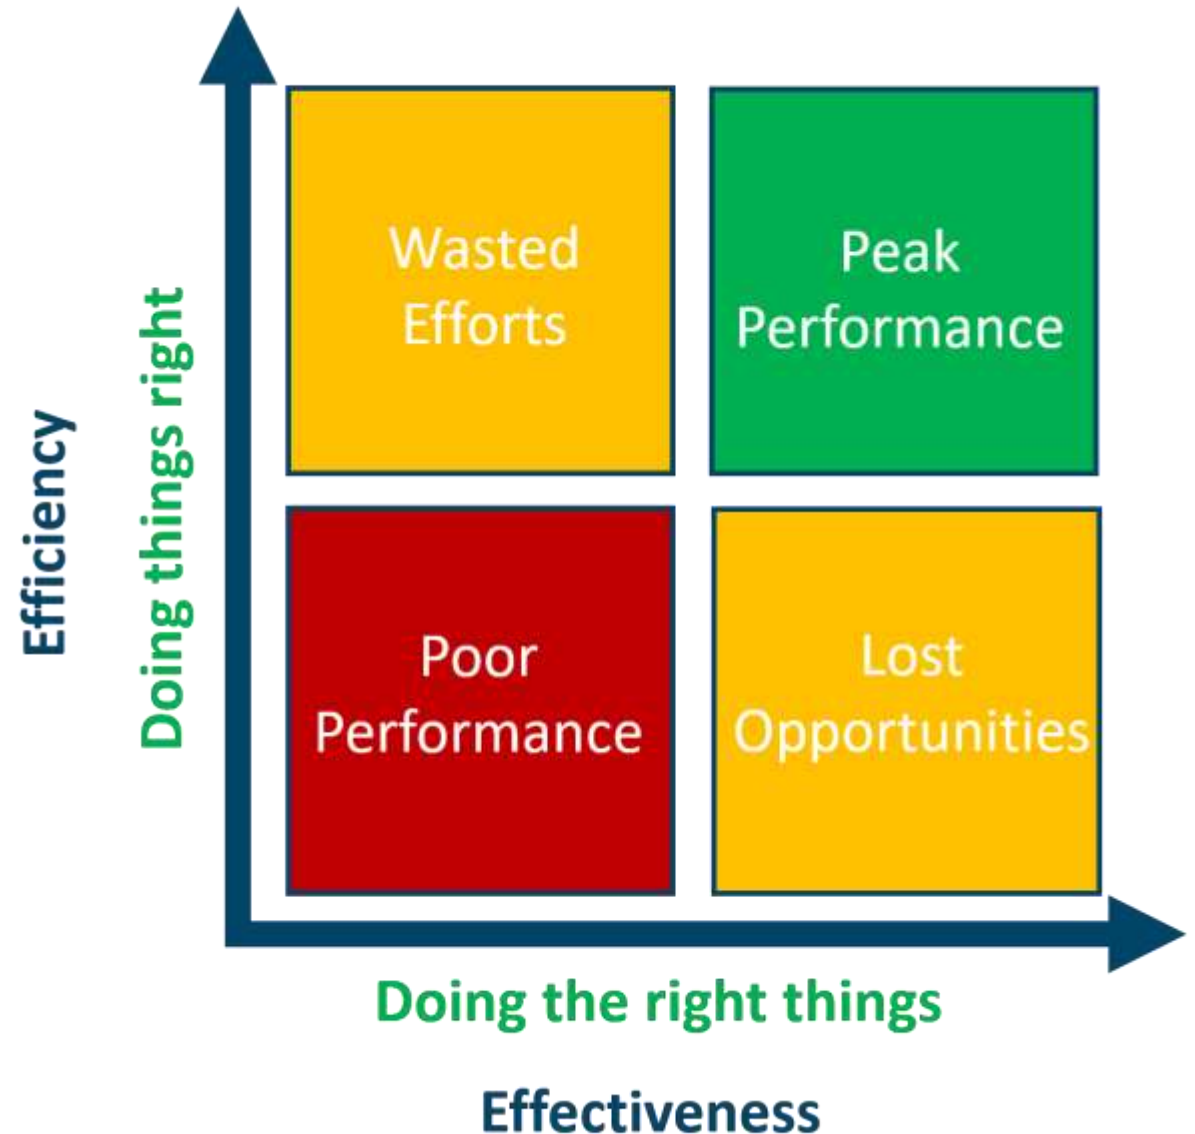 Efficiency
Doing things right
Wasted
Efforts
Peak
Performance
Poor
Performance
Lost
Opportunities
Doing the right things
Effectiveness